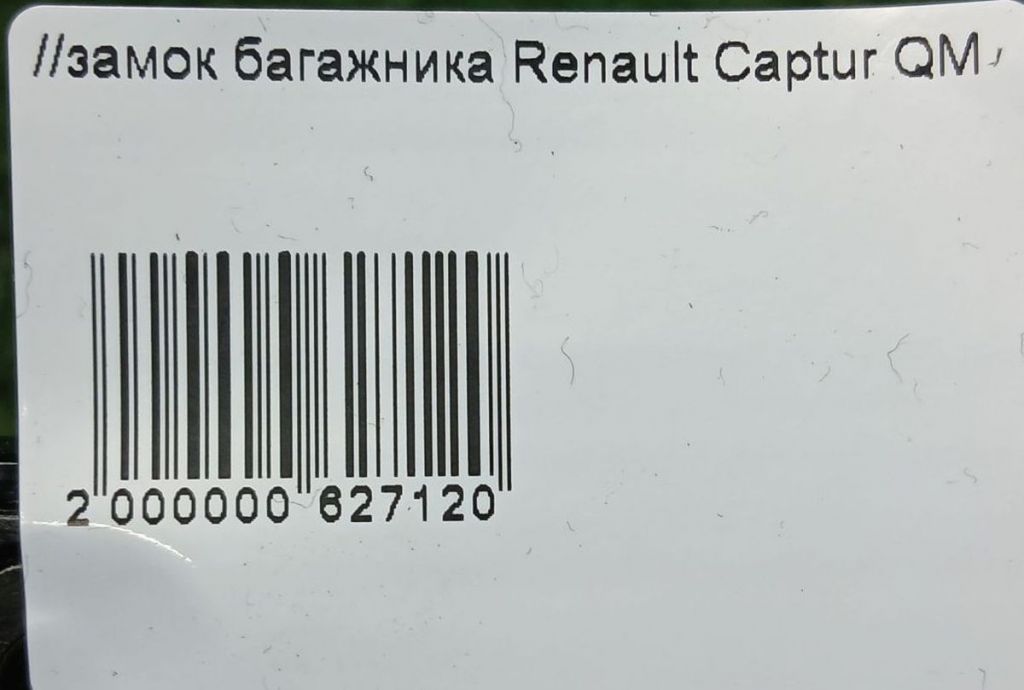 //замок багажника Renault Captur QM
2 000000 627120